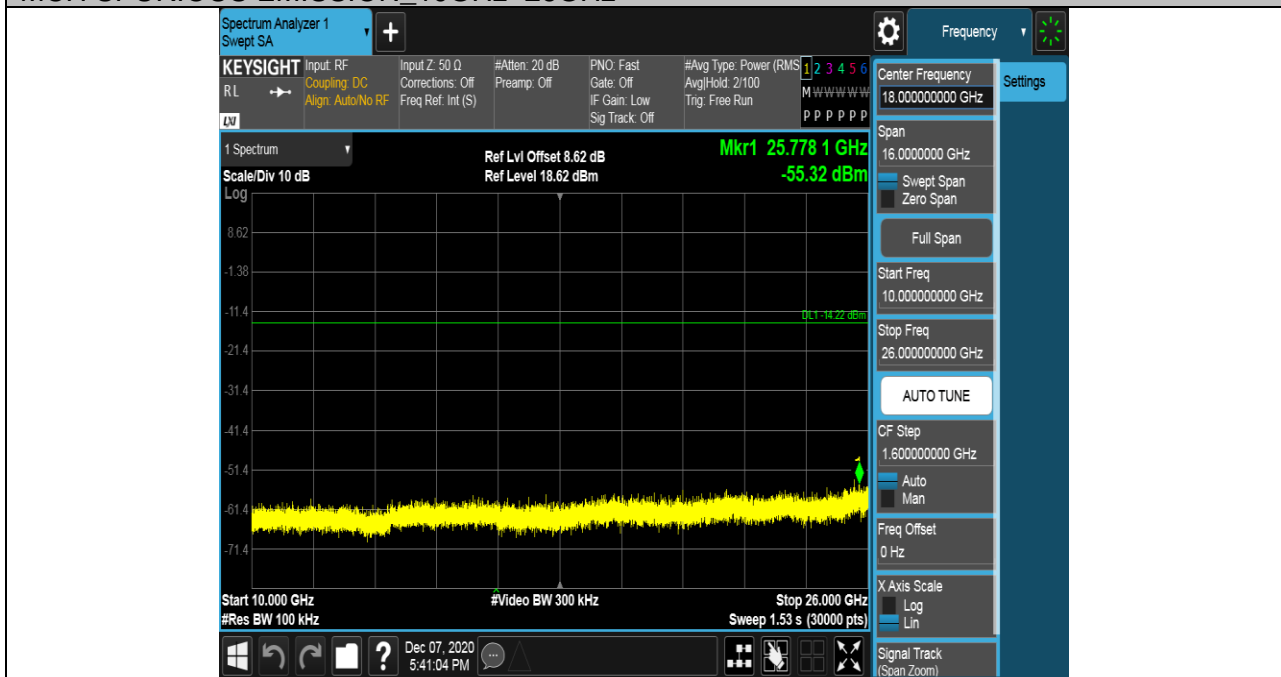 Spectrum Analyzer 1
Swept SA
+
Frequency
KEYSIGHT
RL
LXI
Input: RF
Coupling: DC
Align: Auto/No RF
Input Z: 50 Ω
Corrections: Off
Freq Ref: Int (S)
#Atten: 20 dB
Preamp: Off
PNO: Fast
Gate: Off
IF Gain: Low
Sig Track: Off
#Avg Type: Power (RMS
Avg|Hold: 2/100
Trig: Free Run
1 2 3 4 5 6
M W W W W W
P P P P P P
1 Spectrum
Scale/Div 10 dB
Ref Lvl Offset 8.62 dB
Ref Level 18.62 dBm
Mkr1 25.778 1 GHz
-55.32 dBm
Log
8.62
-1.38
-11.4
DL1 -14.22 dBm
-21.4
-31.4
-41.4
-51.4
1
-61.4
-71.4
Start 10.000 GHz
#Res BW 100 kHz
#Video BW 300 kHz
Stop 26.000 GHz
Sweep 1.53 s (30000 pts)
?
Dec 07, 2020
5:41:04 PM
Center Frequency
18.000000000 GHz
Settings
Span
16.0000000 GHz
Swept Span
Zero Span
Full Span
Start Freq
10.000000000 GHz
Stop Freq
26.000000000 GHz
AUTO TUNE
CF Step
1.600000000 GHz
Auto
Man
Freq Offset
0 Hz
X Axis Scale
Log
Lin
Signal Track
(Span Zoom)